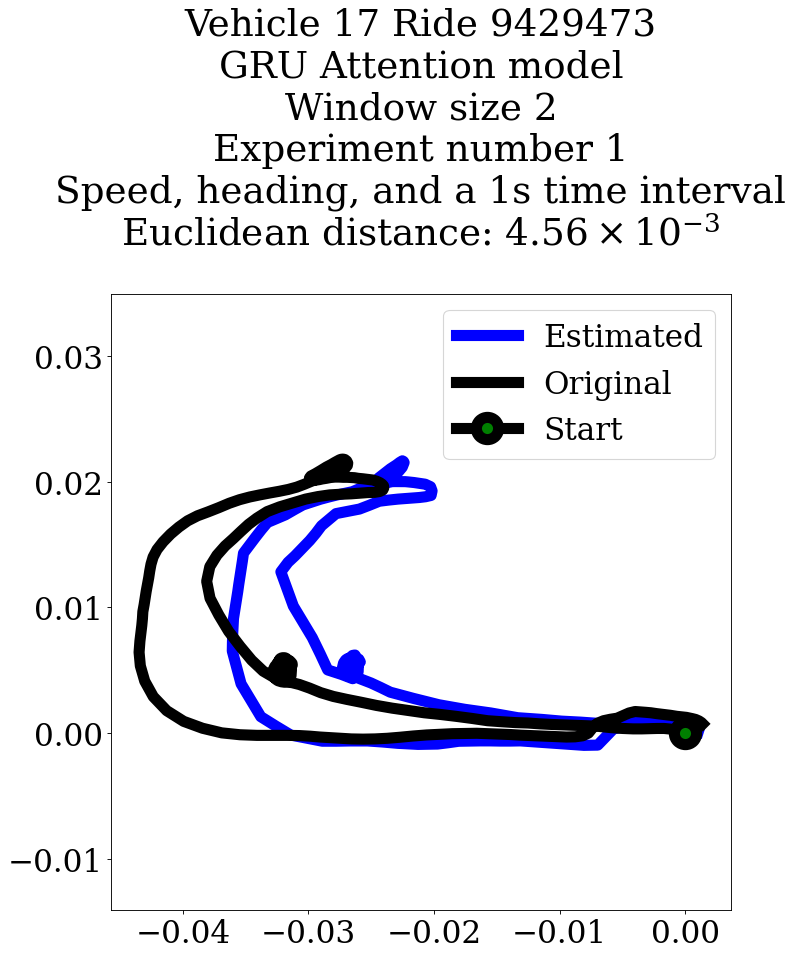 Vehicle 17 Ride 9429473
GRU Attention model
Window size 2
Experiment number 1
Speed, heading, and a 1s time interval
Euclidean distance: 4.56 × 10⁻³
Estimated
Original
Start
0.03
0.02
0.01
0.00
−0.01
−0.04 −0.03 −0.02 −0.01 0.00